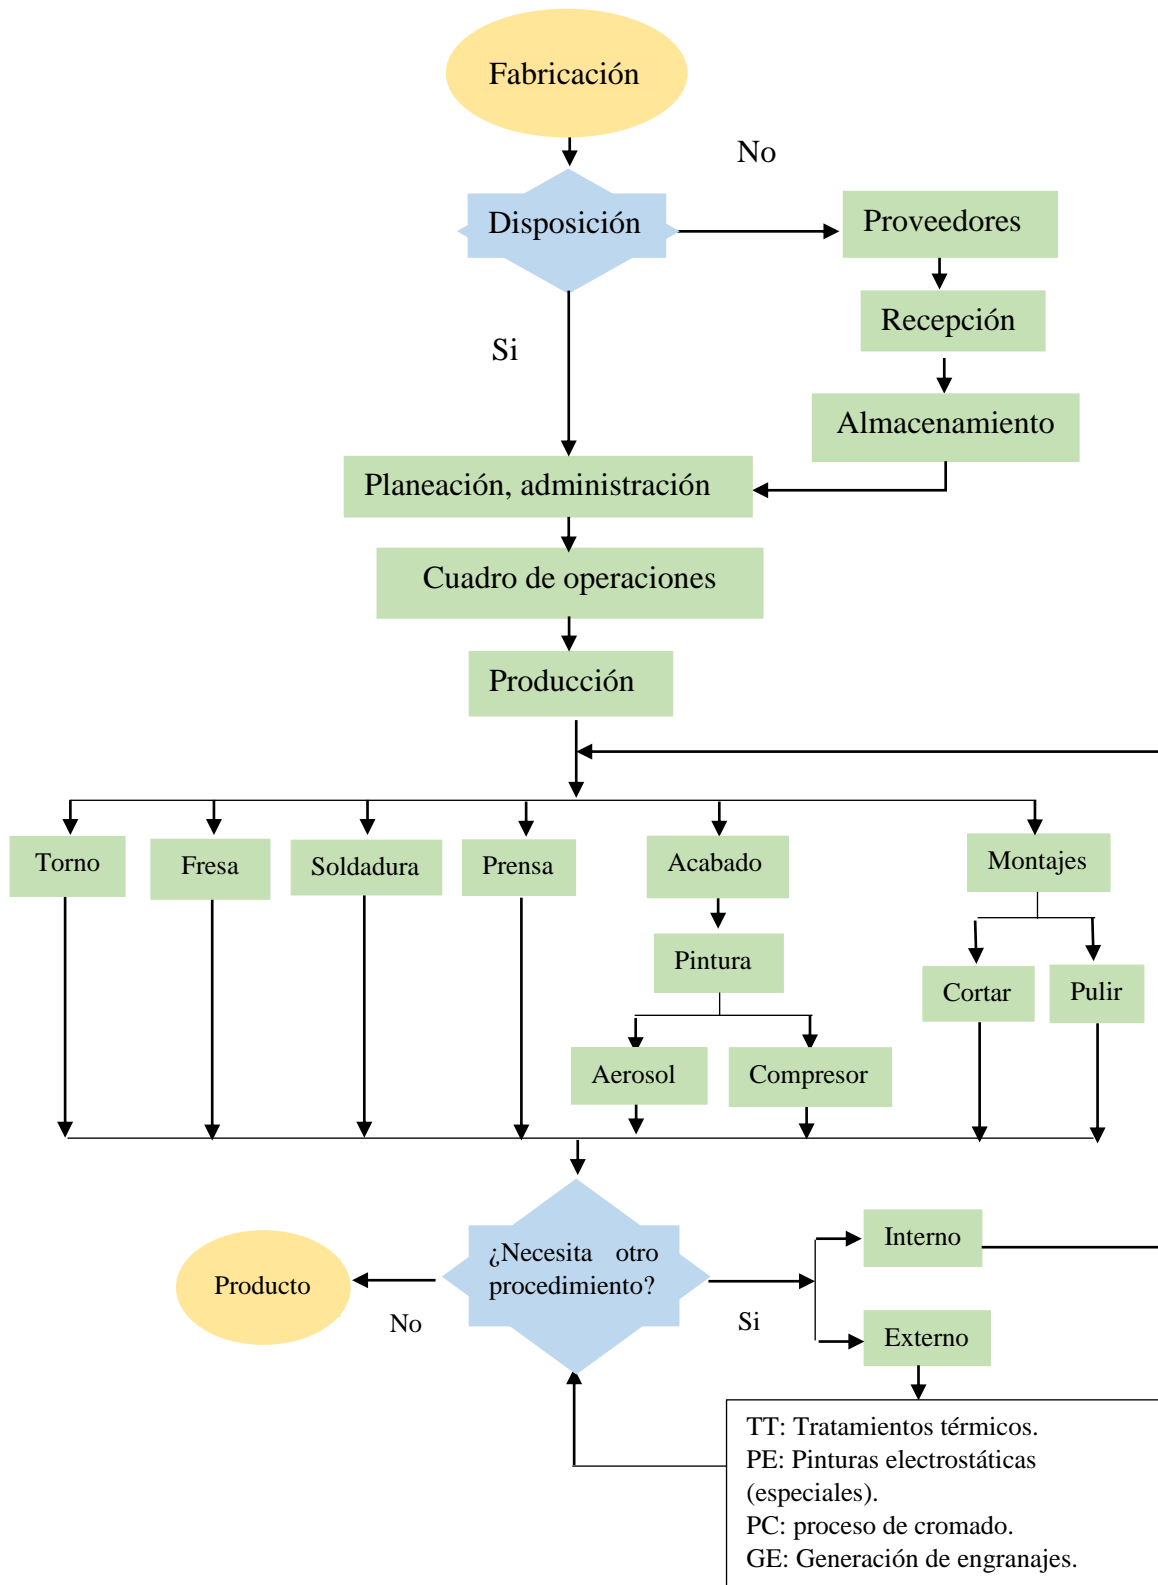 Fabricación
No
Disposición
Proveedores
Recepción
Si
Almacenamiento
Planeación, administración
Cuadro de operaciones
Producción
Torno
Fresa
Soldadura
Prensa
Acabado
Montajes
Pintura
Cortar
Pulir
Aerosol
Compresor
¿Necesita otro
procedimiento?
Interno
Producto
No
Si
Externo
TT: Tratamientos térmicos.
PE: Pinturas electrostáticas
(especiales).
PC: proceso de cromado.
GE: Generación de engranajes.